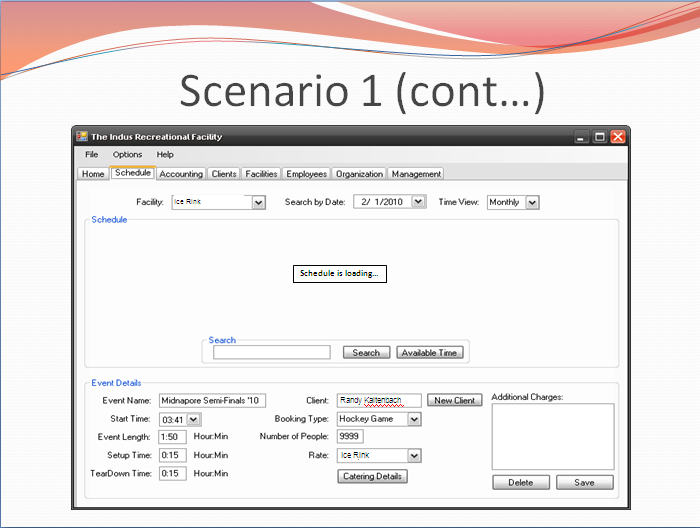 Scenario 1 (cont...)
The Indus Recreational Facility
File Options Help
Home Schedule Accounting Clients Facilities Employees Organization Management
Facility: Ice Rink Search by Date: 2/ 1/2010 Time View: Monthly
Schedule
Schedule is loading...
Search
Search Available Time
Event Details
Event Name: Midnapore Semi-Finals '10 Client: Randy Kaltenbach New Client Additional Charges:
Start Time: 03:41 Booking Type: Hockey Game
Event Length: 1:50 Hour:Min Number of People: 9999
Setup Time: 0:15 Hour:Min Rate: Ice Rink
TearDown Time: 0:15 Hour:Min Catering Details Delete Save